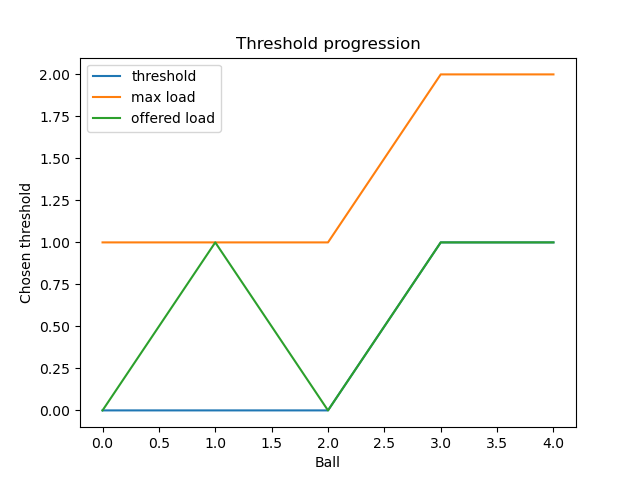 Threshold progression
threshold
max load
offered load
2.00
1.75
1.50
1.25
1.00
0.75
0.50
0.25
0.00
Chosen threshold
0.0 0.5 1.0 1.5 2.0 2.5 3.0 3.5 4.0
Ball